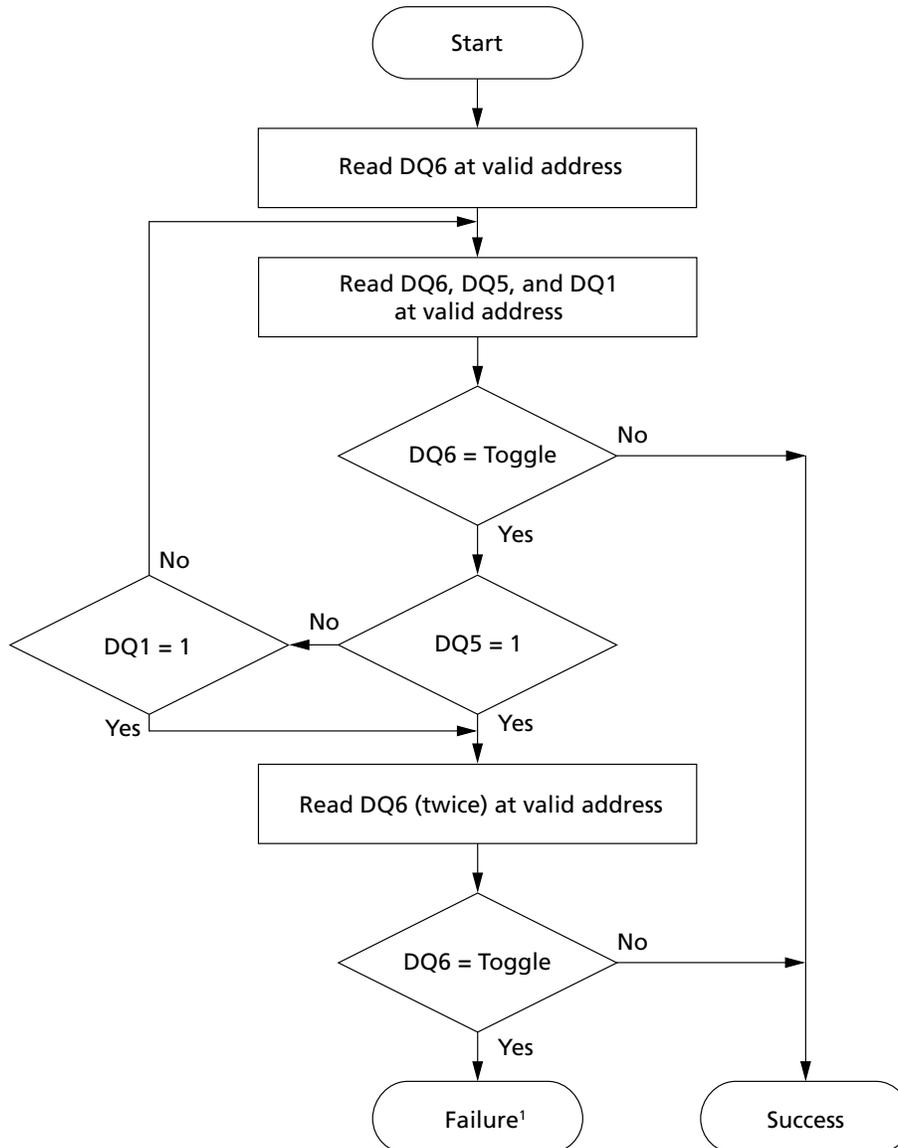 Start
Read DQ6 at valid address
Read DQ6, DQ5, and DQ1
at valid address
DQ6 = Toggle
No
Yes
No
DQ1 = 1
No
DQ5 = 1
Yes
Yes
Read DQ6 (twice) at valid address
DQ6 = Toggle
No
Yes
Failure¹
Success